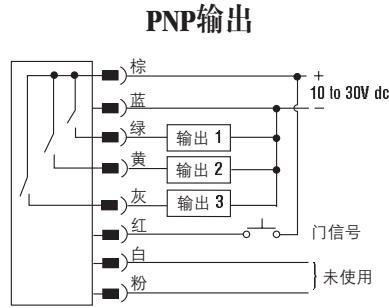 PNP输出
棕
+
10 to 30V dc
蓝
−
绿
输出 1
黄
输出 2
灰
输出 3
红
门信号
白
未使用
粉